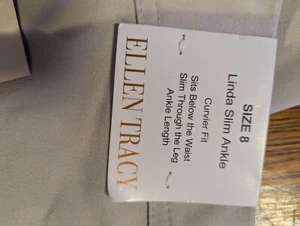 SIZE 8
Linda Slim Ankle
Curvier Fit
Sits Below the Waist
Slim Through the Leg
Ankle Length
ELLEN TRACY